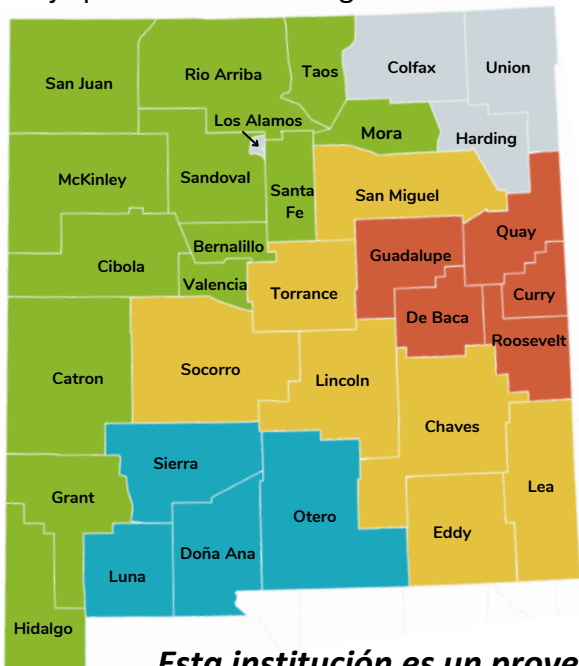 Colfax
Union
Taos
Rio Arriba
San Juan
Los Alamos
Mora
Harding
McKinley
Sandoval
Santa
Fe
San Miguel
Quay
Bernalillo
Guadalupe
Cibola
Valencia
Torrance
Curry
De Baca
Roosevelt
Socorro
Lincoln
Catron
Chaves
Sierra
Lea
Grant
Otero
Eddy
Doña Ana
Luna
Hidalgo
Esta institución es un prove